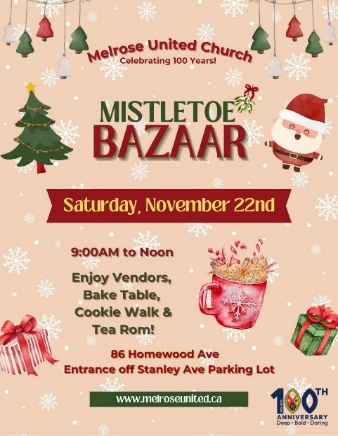 Melrose United Church
Celebrating 100 Years!
MISTLETOE
BAZAAR
Saturday, November 22nd
9:00AM to Noon
Enjoy Vendors,
Bake Table,
Cookie Walk &
Tea Rom!
86 Homewood Ave
Entrance off Stanley Ave Parking Lot
www.melroseunited.ca
100TH
ANNIVERSARY
Deep • Bold • Daring